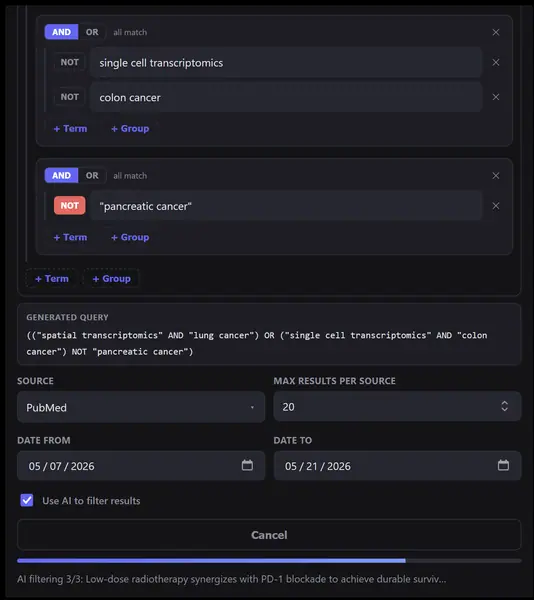 AND OR all match ×
NOT single cell transcriptomics ×
NOT colon cancer ×
+ Term + Group
AND OR all match ×
NOT "pancreatic cancer" ×
+ Term + Group
+ Term + Group
GENERATED QUERY
(("spatial transcriptomics" AND "lung cancer") OR ("single cell transcriptomics" AND "colon
cancer") NOT "pancreatic cancer")
SOURCE MAX RESULTS PER SOURCE
PubMed 20
DATE FROM DATE TO
05 / 07 / 2026 05 / 21 / 2026
Use AI to filter results
Cancel
AI filtering 3/3: Low-dose radiotherapy synergizes with PD-1 blockade to achieve durable surviv...